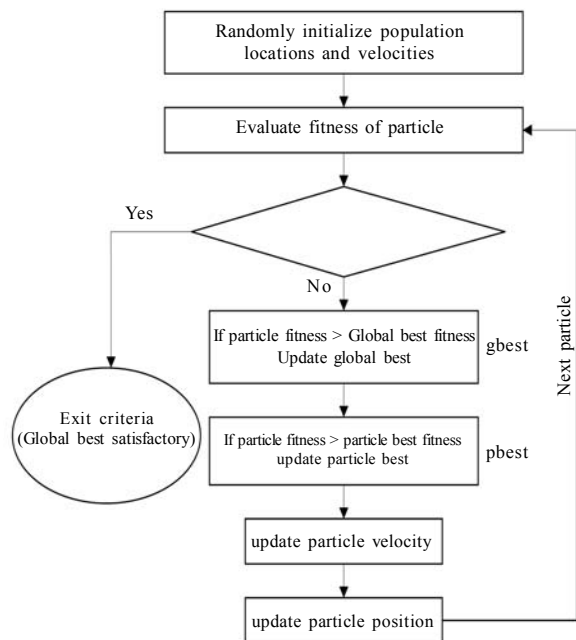 Randomly initialize population
locations and velocities
Evaluate fitness of particle
Yes
No
If particle fitness > Global best fitness
Update global best
gbest
Exit criteria
(Global best satisfactory)
If particle fitness > particle best fitness
update particle best
pbest
update particle velocity
update particle position
Next particle